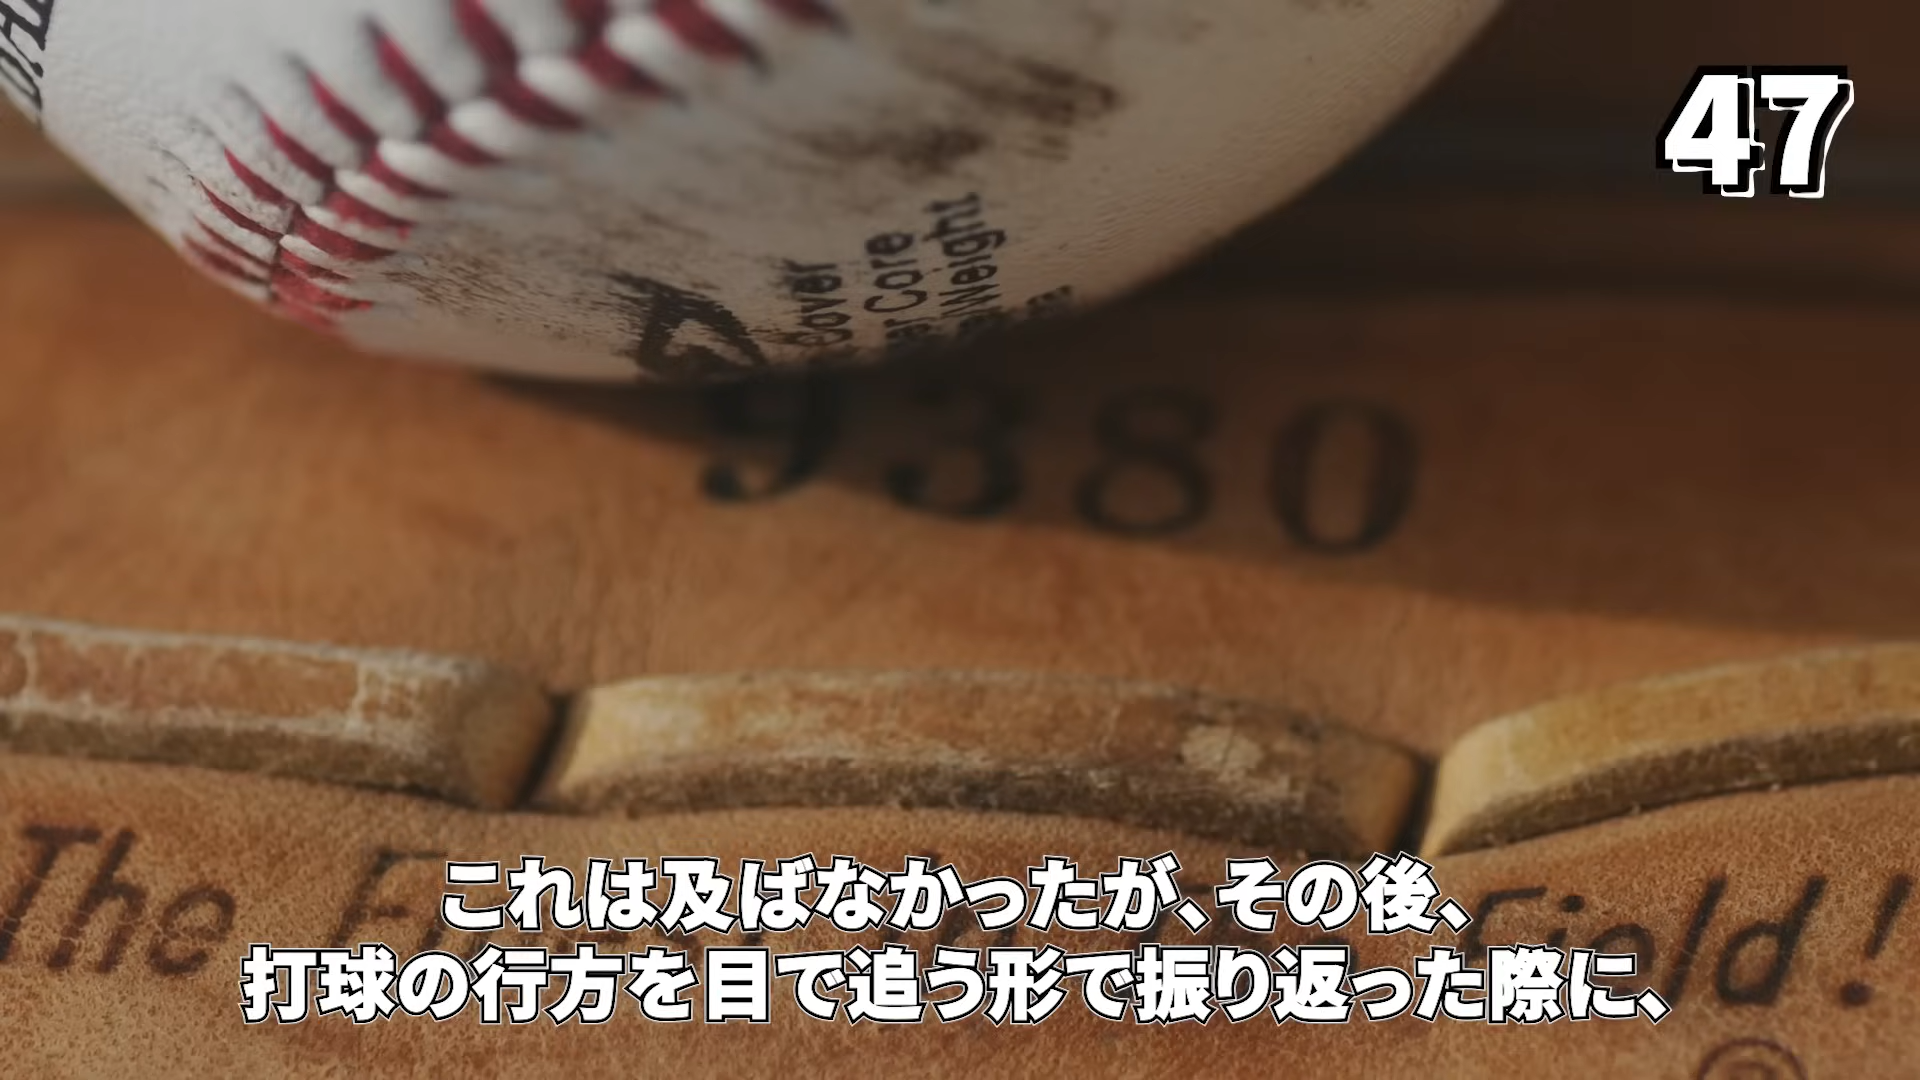 47
Cover
Core
Weight
9380
The
Field!
®
これは及ばなかったが、その後、
打球の行方を目で追う形で振り返った際に、